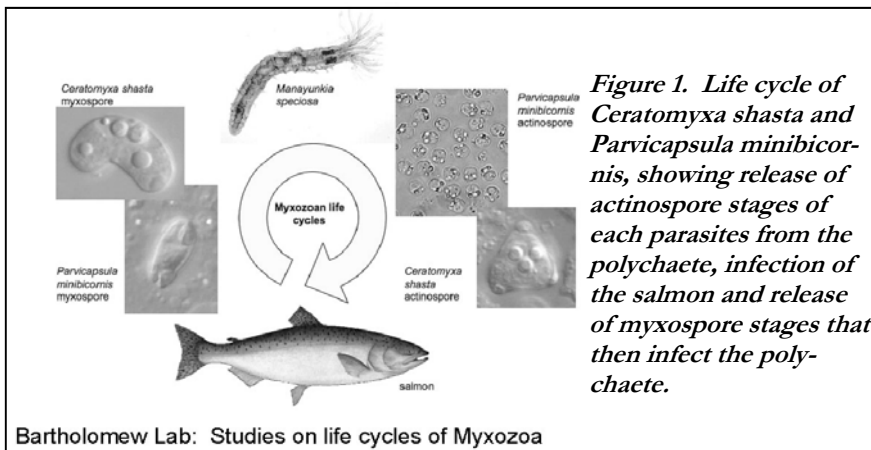 Ceratomyxa shasta
myxospore
Manayunkia
speciosa
Parvicapsula
minibicornis
actinospore
Myxozoan life
cycles
Parvicapsula
minibicornis
myxospore
Ceratomyxa
shasta
actinospore
salmon
Figure 1. Life cycle of
Ceratomyxa shasta and
Parvicapsula minibicor-
nis, showing release of
actinospore stages of
each parasites from the
polychaete, infection of
the salmon and release
of myxospore stages that
then infect the poly-
chaete.
Bartholomew Lab: Studies on life cycles of Myxozoa